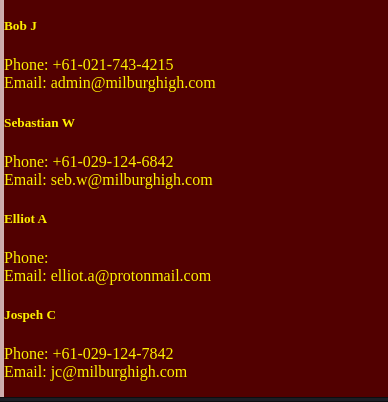 Bob J
Phone: +61-021-743-4215
Email: admin@milburghigh.com
Sebastian W
Phone: +61-029-124-6842
Email: seb.w@milburghigh.com
Elliot A
Phone:
Email: elliot.a@protonmail.com
Jospeh C
Phone: +61-029-124-7842
Email: jc@milburghigh.com